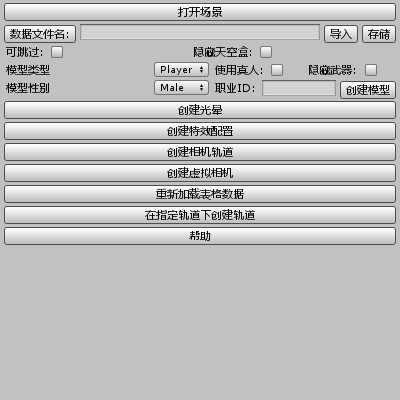 打开场景
数据文件名: 导入 存储
可跳过: 隐藏天空盒:
模型类型 Player 使用真人: 隐藏武器:
模型性别 Male 职业ID: 创建模型
创建光晕
创建特效配置
创建相机轨道
创建虚拟相机
重新加载表格数据
在指定轨道下创建轨道
帮助